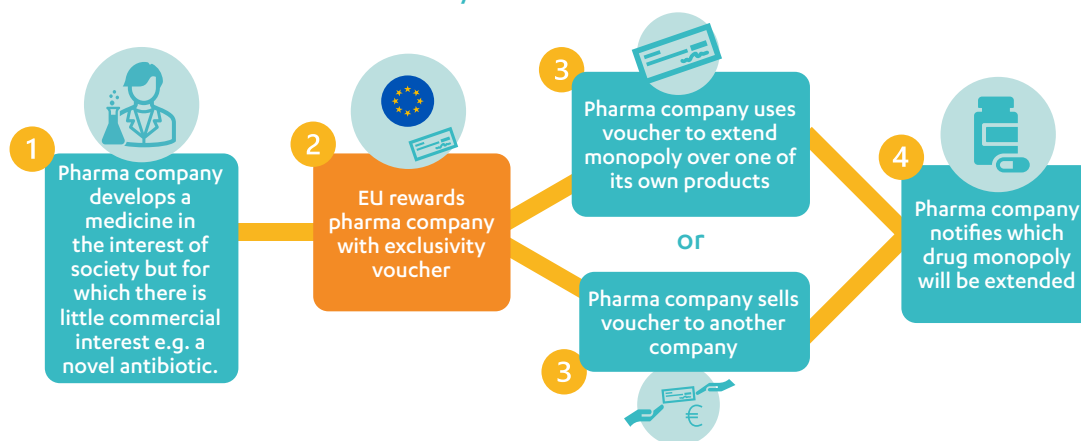 1
Pharma company
develops a
medicine in
the interest of
society but for
which there is
little commercial
interest e.g. a
novel antibiotic.
2
EU rewards
pharma company
with exclusivity
voucher
3
Pharma company uses
voucher to extend
monopoly over one of
its own products
or
Pharma company sells
voucher to another
company
3
€
4
Pharma company
notifies which
drug monopoly
will be extended